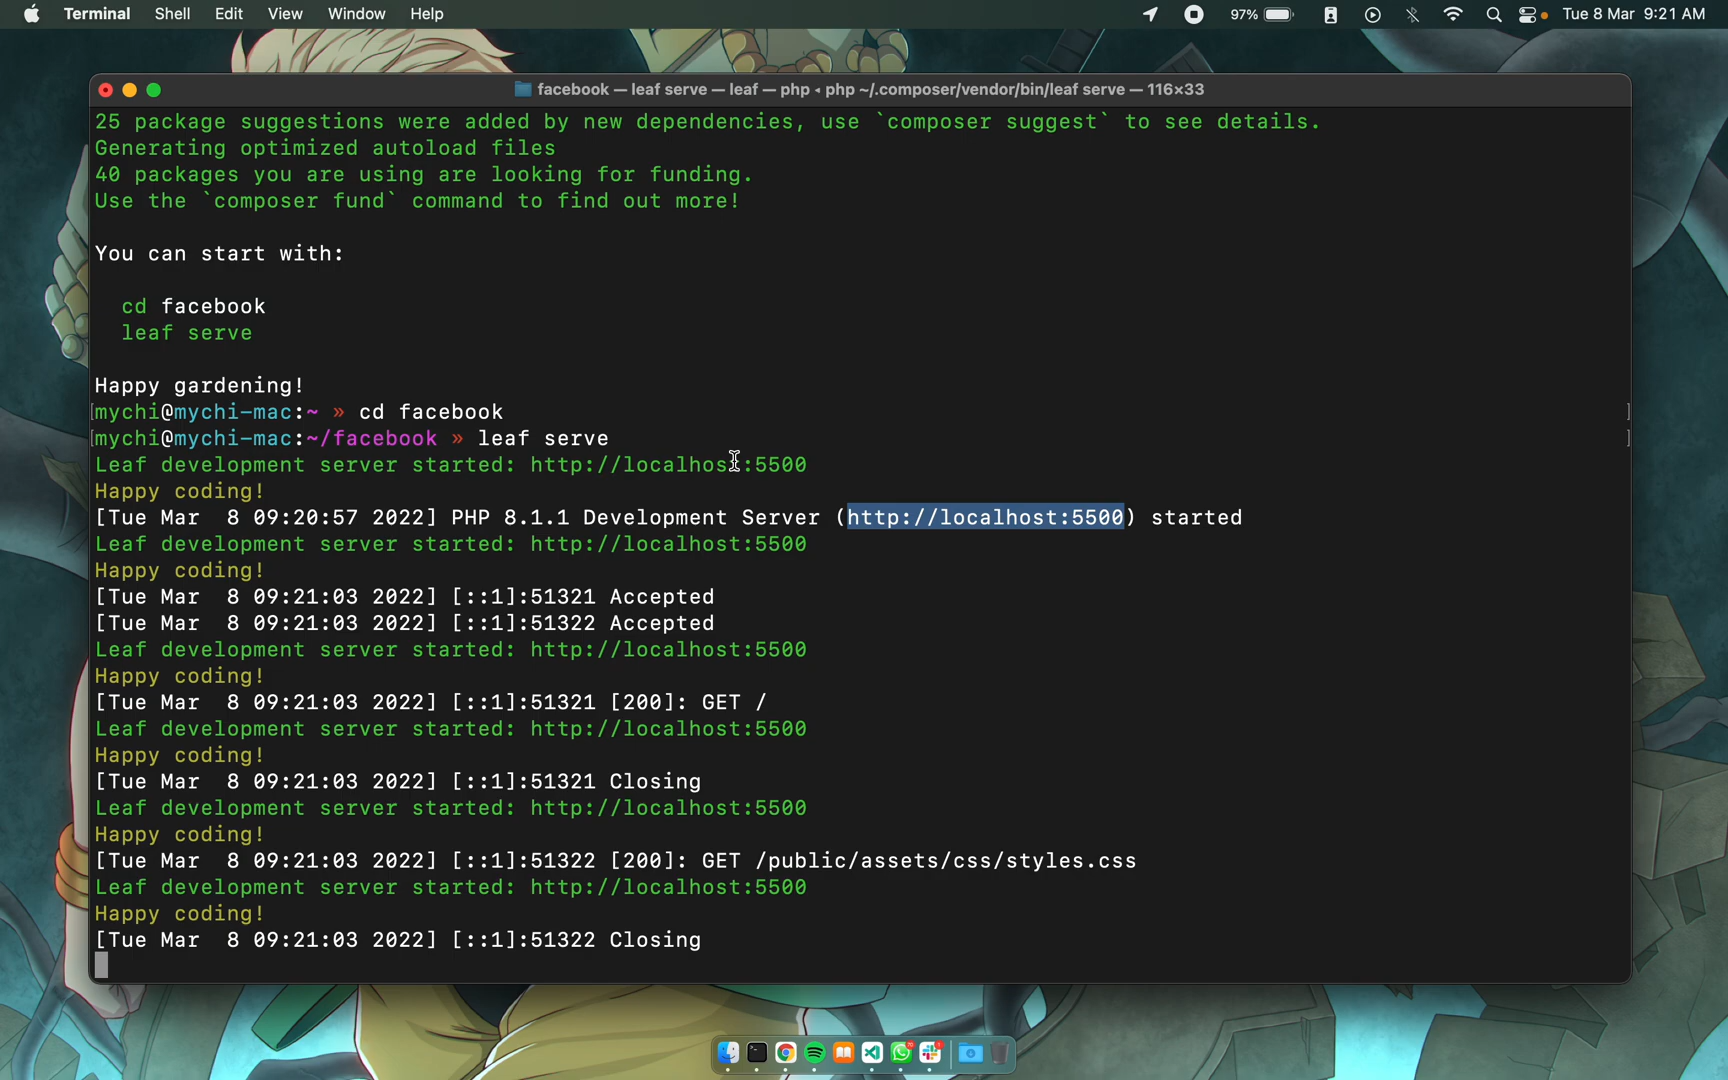 Terminal Shell Edit View Window Help 97% Tue 8 Mar 9:21 AM
facebook — leaf serve — leaf — php ◂ php ~/.composer/vendor/bin/leaf serve — 116×33
25 package suggestions were added by new dependencies, use `composer suggest` to see details.
Generating optimized autoload files
40 packages you are using are looking for funding.
Use the `composer fund` command to find out more!
You can start with:
cd facebook
leaf serve
Happy gardening!
[mychi@mychi-mac:~ » cd facebook ]
[mychi@mychi-mac:~/facebook » leaf serve ]
Leaf development server started: http://localhost:5500
Happy coding!
[Tue Mar  8 09:20:57 2022] PHP 8.1.1 Development Server (http://localhost:5500) started
Leaf development server started: http://localhost:5500
Happy coding!
[Tue Mar  8 09:21:03 2022] [::1]:51321 Accepted
[Tue Mar  8 09:21:03 2022] [::1]:51322 Accepted
Leaf development server started: http://localhost:5500
Happy coding!
[Tue Mar  8 09:21:03 2022] [::1]:51321 [200]: GET /
Leaf development server started: http://localhost:5500
Happy coding!
[Tue Mar  8 09:21:03 2022] [::1]:51321 Closing
Leaf development server started: http://localhost:5500
Happy coding!
[Tue Mar  8 09:21:03 2022] [::1]:51322 [200]: GET /public/assets/css/styles.css
Leaf development server started: http://localhost:5500
Happy coding!
[Tue Mar  8 09:21:03 2022] [::1]:51322 Closing